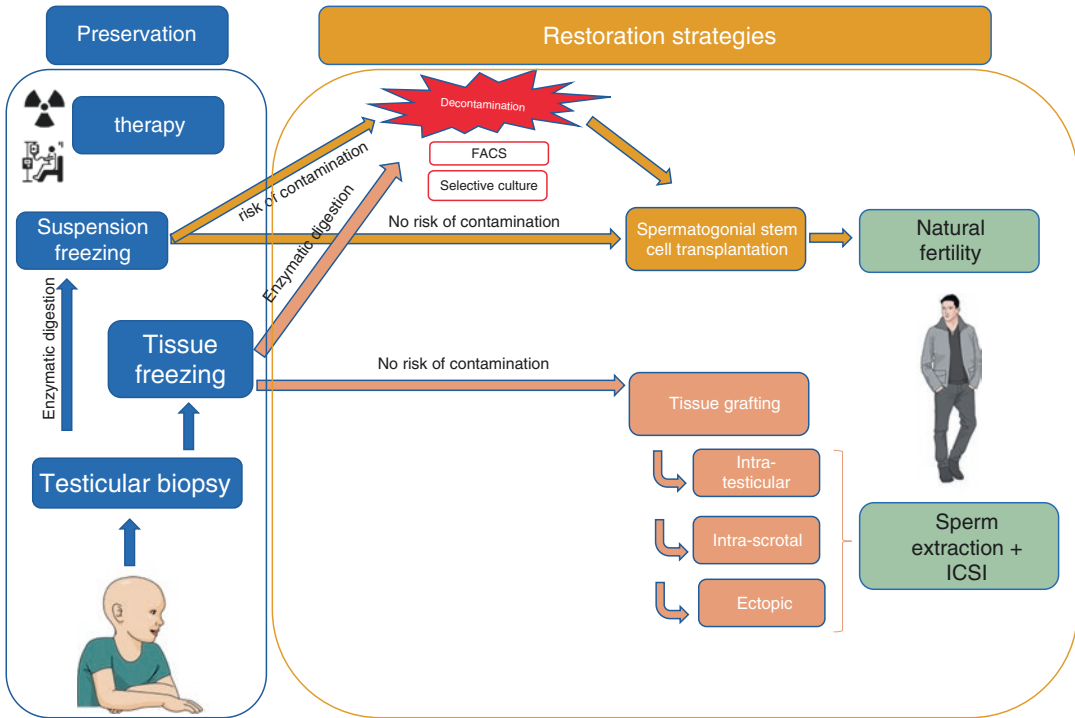 Preservation
Restoration strategies
therapy
Decontamination
FACS
Selective culture
risk of contamination
Enzymatic digestion
No risk of contamination
Suspension
freezing
Spermatogonial stem
cell transplantation
Natural
fertility
Enzymatic digestion
Tissue
freezing
No risk of contamination
Tissue grafting
Testicular biopsy
Intra-
testicular
Intra-scrotal
Ectopic
Sperm
extraction +
ICSI